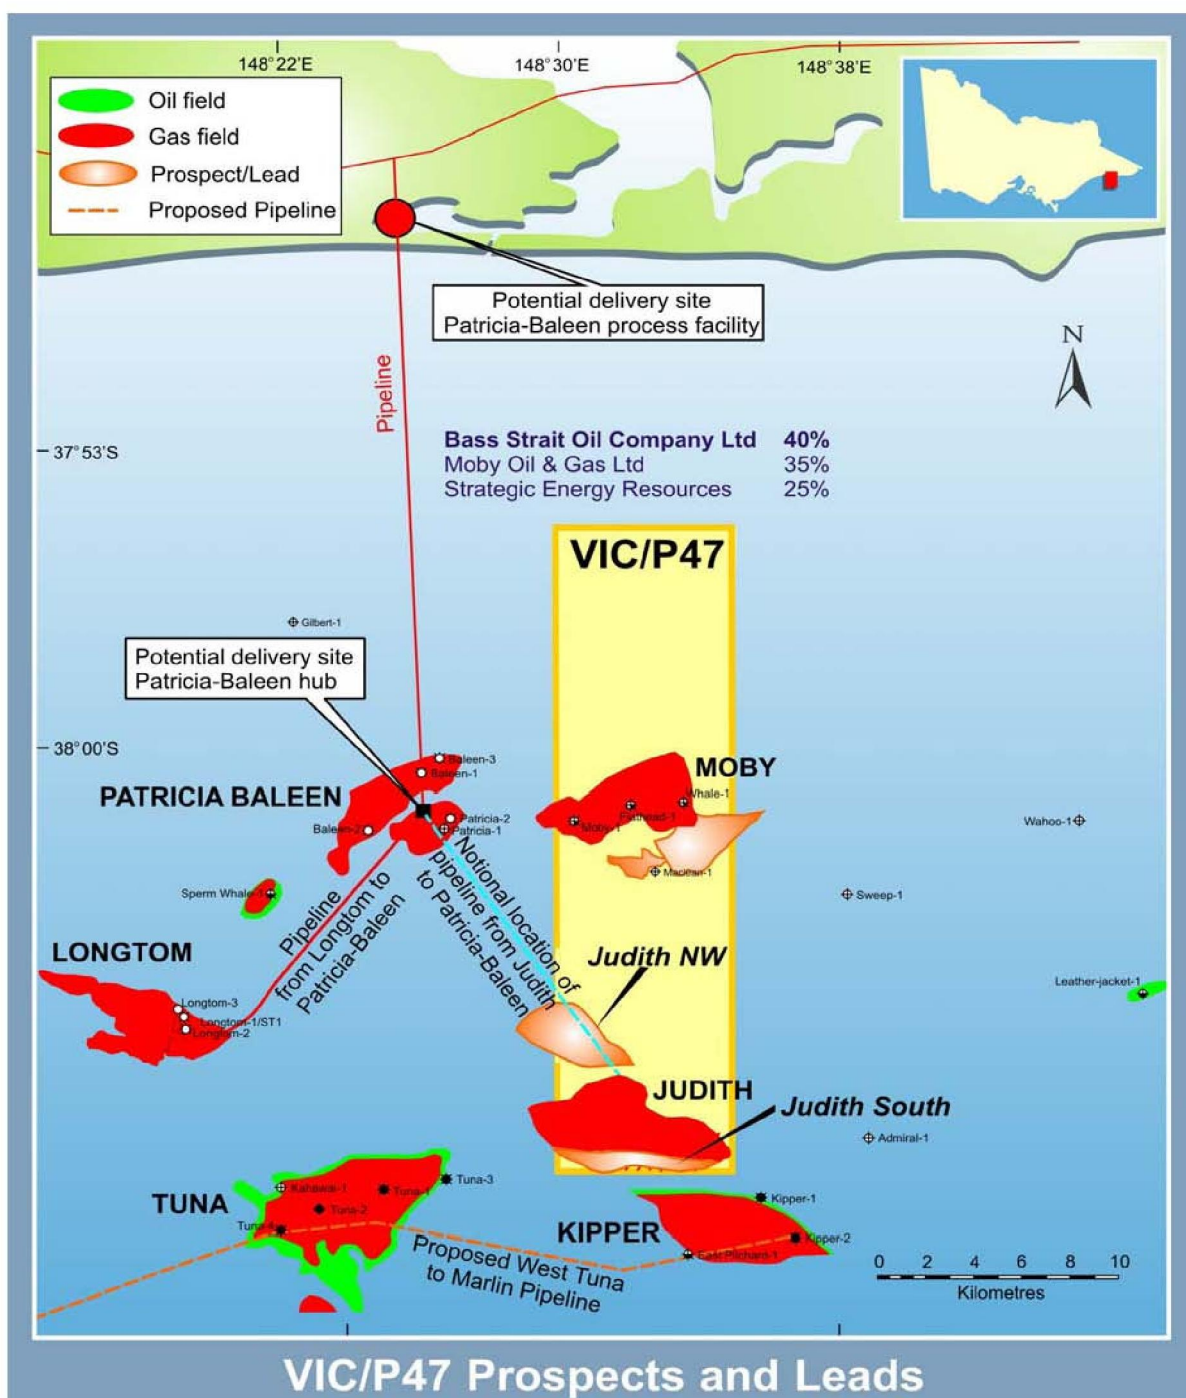 148°22'E
148°30'E
148°38'E
Oil field
Gas field
Prospect/Lead
Proposed Pipeline
Potential delivery site
Patricia-Baleen process facility
N
Pipeline
37°53'S
Bass Strait Oil Company Ltd 40%
Moby Oil & Gas Ltd 35%
Strategic Energy Resources 25%
VIC/P47
Gilbert-1
Potential delivery site
Patricia-Baleen hub
38°00'S
Baleen-3
Baleen-1
MOBY
PATRICIA BALEEN
Whale-1
Flathead-1
Patricia-2
Baleen-2
Patricia-1
Moby-1
Wahoo-1
Maclean-1
Sperm Whale-1
Sweep-1
Pipeline
from Longtom to
Patricia-Baleen
Notional location of
pipeline from Judith
to Patricia-Baleen
LONGTOM
Judith NW
Leather-jacket-1
Longtom-3
Longtom-1/ST1
Longtom-2
JUDITH
Judith South
Admiral-1
Tuna-3
Kahawai-1
Tuna-1
TUNA
Tuna-2
Tuna-4
Kipper-1
KIPPER
Kipper-2
East Pilchard-1
Proposed West Tuna
to Marlin Pipeline
0 2 4 6 8 10
Kilometres
VIC/P47 Prospects and Leads